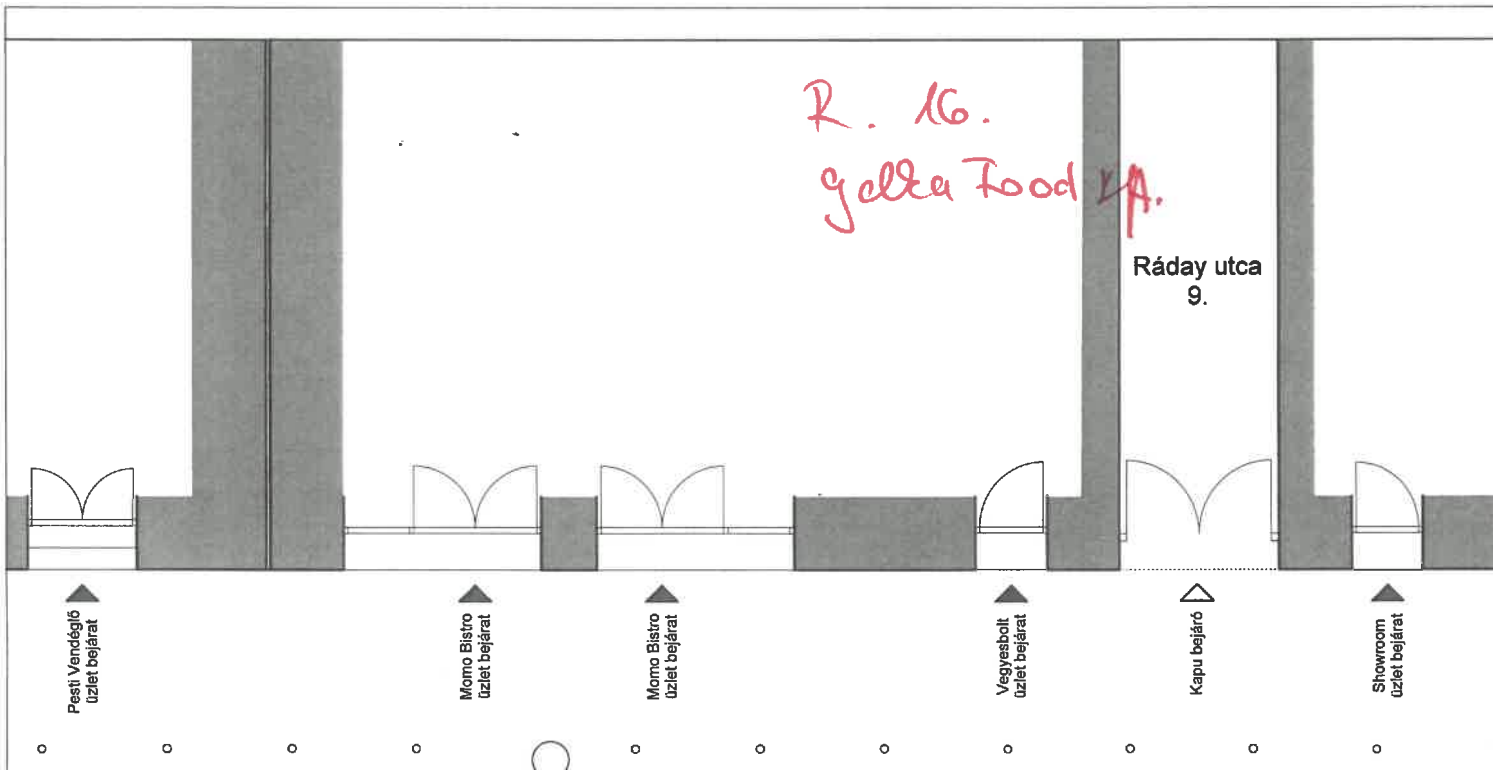 R. 16.
Food
Ráday utca
9.
Pesti Vendéglő
üzlet bejárat
Momo Bistro
üzlet bejárat
Momo Bistro
üzlet bejárat
Vegyesbolt
üzlet bejárat
Kapu bejáró
Showroom
üzlet bejárat